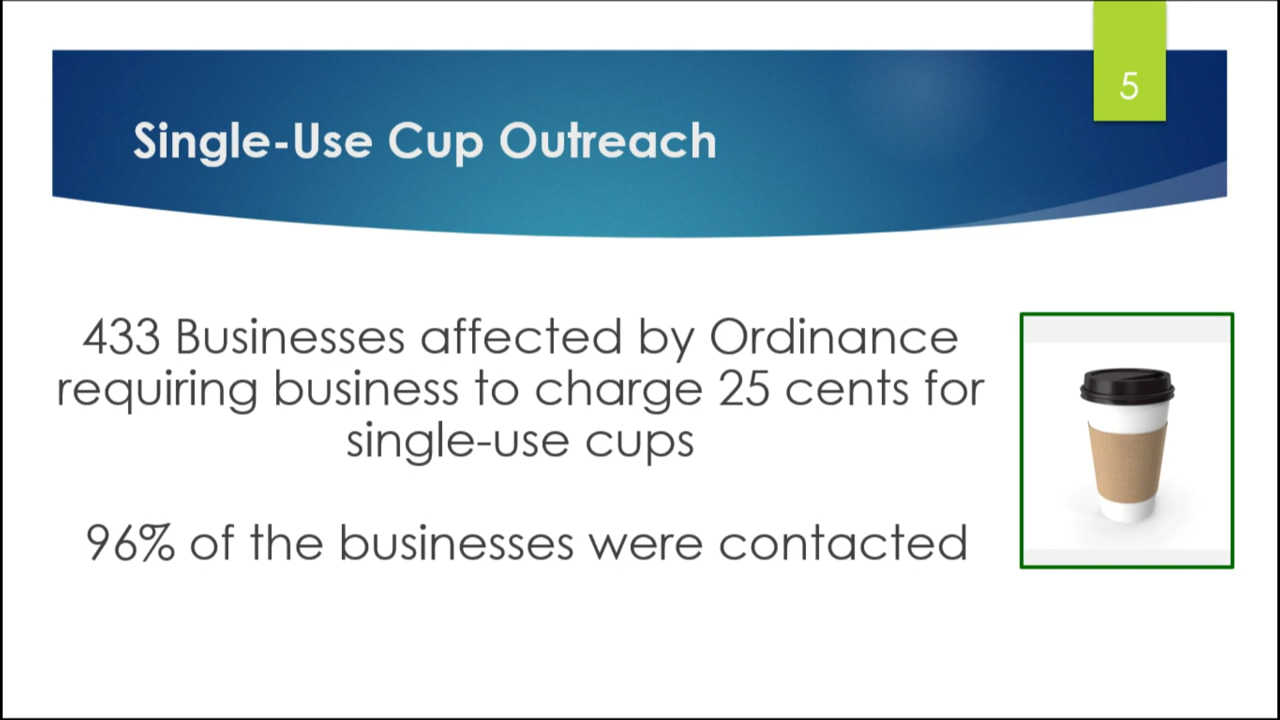 5
Single-Use Cup Outreach
433 Businesses affected by Ordinance
requiring business to charge 25 cents for
single-use cups
96% of the businesses were contacted